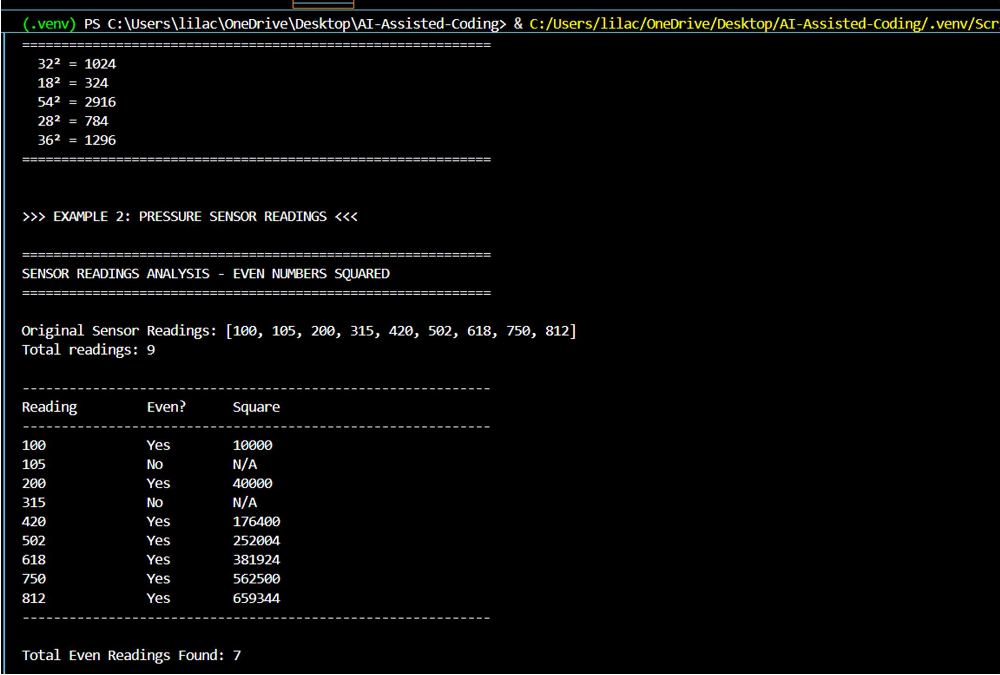 (.venv) PS C:\Users\lilac\OneDrive\Desktop\AI-Assisted-Coding> & C:/Users/lilac/OneDrive/Desktop/AI-Assisted-Coding/.venv/Scr
============================================================
32² = 1024
18² = 324
54² = 2916
28² = 784
36² = 1296
============================================================
>>> EXAMPLE 2: PRESSURE SENSOR READINGS <<<
============================================================
SENSOR READINGS ANALYSIS - EVEN NUMBERS SQUARED
============================================================
Original Sensor Readings: [100, 105, 200, 315, 420, 502, 618, 750, 812]
Total readings: 9
------------------------------------------------------------
Reading Even? Square
------------------------------------------------------------
100 Yes 10000
105 No N/A
200 Yes 40000
315 No N/A
420 Yes 176400
502 Yes 252004
618 Yes 381924
750 Yes 562500
812 Yes 659344
------------------------------------------------------------
Total Even Readings Found: 7